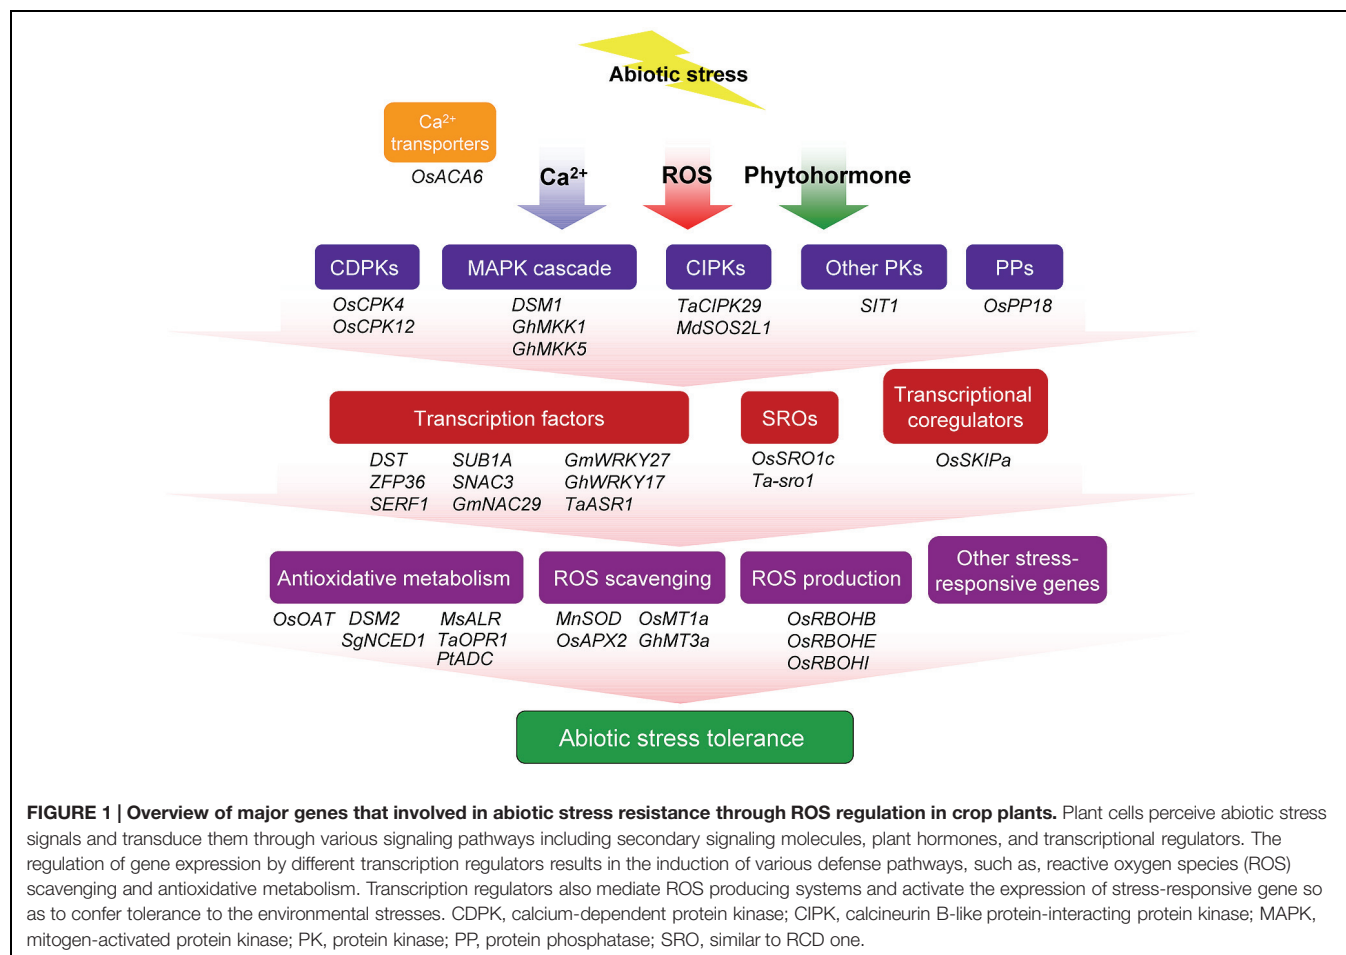 Abiotic stress
Ca²⁺
transporters
OsACA6
Ca²⁺
ROS
Phytohormone
CDPKs
MAPK cascade
CIPKs
Other PKs
PPs
OsCPK4
OsCPK12
DSM1
GhMKK1
GhMKK5
TaCIPK29
MdSOS2L1
SIT1
OsPP18
Transcription factors
SROs
Transcriptional
coregulators
DST
ZFP36
SERF1
SUB1A
SNAC3
GmNAC29
GmWRKY27
GhWRKY17
TaASR1
OsSRO1c
Ta-sro1
OsSKIPa
Antioxidative metabolism
ROS scavenging
ROS production
Other stress-
responsive genes
OsOAT
DSM2
SgNCED1
MsALR
TaOPR1
PtADC
MnSOD
OsAPX2
OsMT1a
GhMT3a
OsRBOHB
OsRBOHE
OsRBOHI
Abiotic stress tolerance
FIGURE 1 | Overview of major genes that involved in abiotic stress resistance through ROS regulation in crop plants. Plant cells perceive abiotic stress
signals and transduce them through various signaling pathways including secondary signaling molecules, plant hormones, and transcriptional regulators. The
regulation of gene expression by different transcription regulators results in the induction of various defense pathways, such as, reactive oxygen species (ROS)
scavenging and antioxidative metabolism. Transcription regulators also mediate ROS producing systems and activate the expression of stress-responsive gene so
as to confer tolerance to the environmental stresses. CDPK, calcium-dependent protein kinase; CIPK, calcineurin B-like protein-interacting protein kinase; MAPK,
mitogen-activated protein kinase; PK, protein kinase; PP, protein phosphatase; SRO, similar to RCD one.